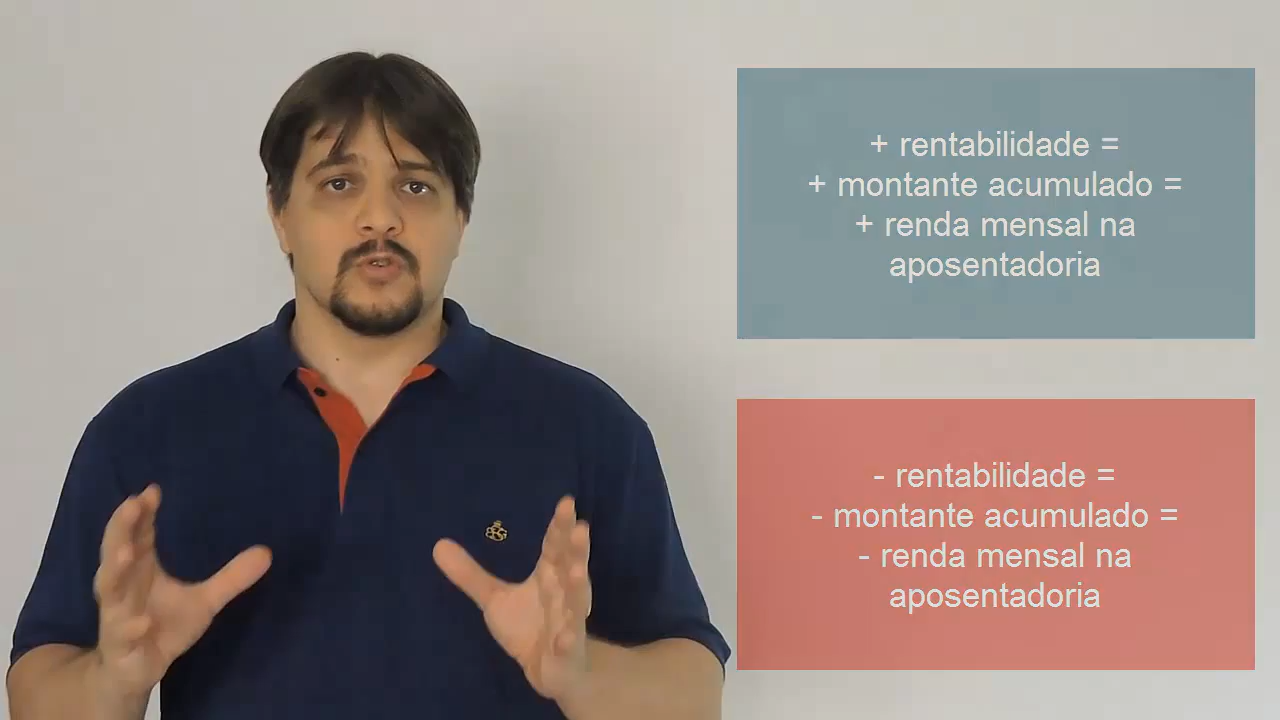 + rentabilidade =
+ montante acumulado =
+ renda mensal na
aposentadoria
- rentabilidade =
- montante acumulado =
- renda mensal na
aposentadoria